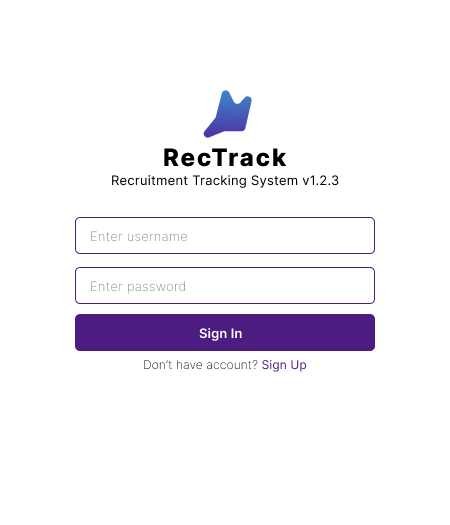 RecTrack
Recruitment Tracking System v1.2.3
Enter username
Enter password
Sign In
Don't have account? Sign Up